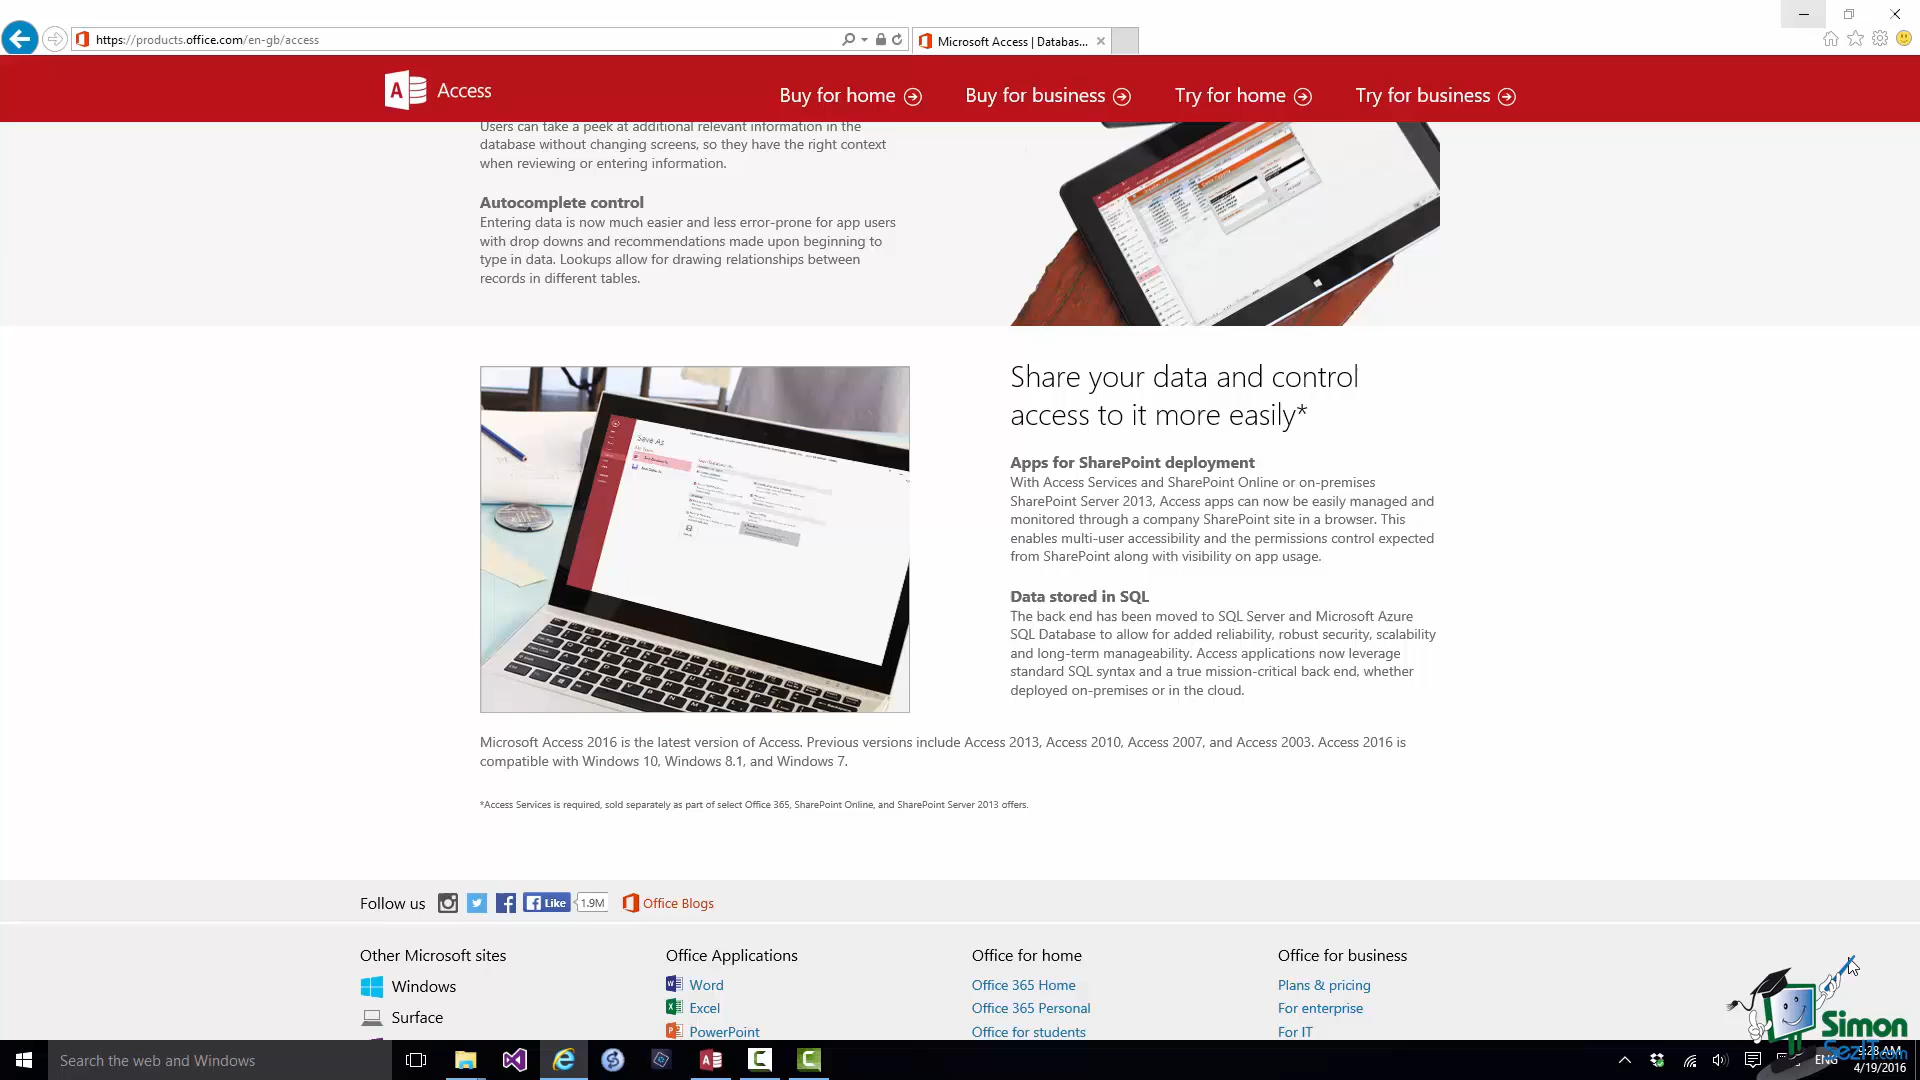 https://products.office.com/en-gb/access
Microsoft Access | Databas...
Access
Buy for home
Buy for business
Try for home
Try for business
Users can take a peek at additional relevant information in the
database without changing screens, so they have the right context
when reviewing or entering information.
Autocomplete control
Entering data is now much easier and less error-prone for app users
with drop downs and recommendations made upon beginning to
type in data. Lookups allow for drawing relationships between
records in different tables.
Save As
Share your data and control
access to it more easily*
Apps for SharePoint deployment
With Access Services and SharePoint Online or on-premises
SharePoint Server 2013, Access apps can now be easily managed and
monitored through a company SharePoint site in a browser. This
enables multi-user accessibility and the permissions control expected
from SharePoint along with visibility on app usage.
Data stored in SQL
The back end has been moved to SQL Server and Microsoft Azure
SQL Database to allow for added reliability, robust security, scalability
and long-term manageability. Access applications now leverage
standard SQL syntax and a true mission-critical back end, whether
deployed on-premises or in the cloud.
Microsoft Access 2016 is the latest version of Access. Previous versions include Access 2013, Access 2010, Access 2007, and Access 2003. Access 2016 is
compatible with Windows 10, Windows 8.1, and Windows 7.
*Access Services is required, sold separately as part of select Office 365, SharePoint Online, and SharePoint Server 2013 offers.
Follow us
Like
1.9M
Office Blogs
Other Microsoft sites
Windows
Surface
Office Applications
Word
Excel
PowerPoint
Office for home
Office 365 Home
Office 365 Personal
Office for students
Office for business
Plans & pricing
For enterprise
For IT
Simon
SezIT.com
Search the web and Windows
ENG
9:28 AM
4/19/2016